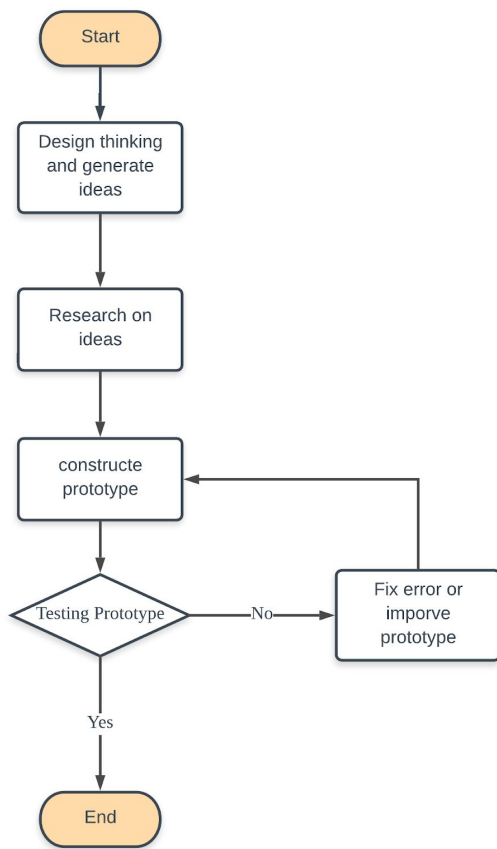 Start
Design thinking
and generate
ideas
Research on
ideas
constructe
prototype
Testing Prototype
No
Fix error or
imporve
prototype
Yes
End